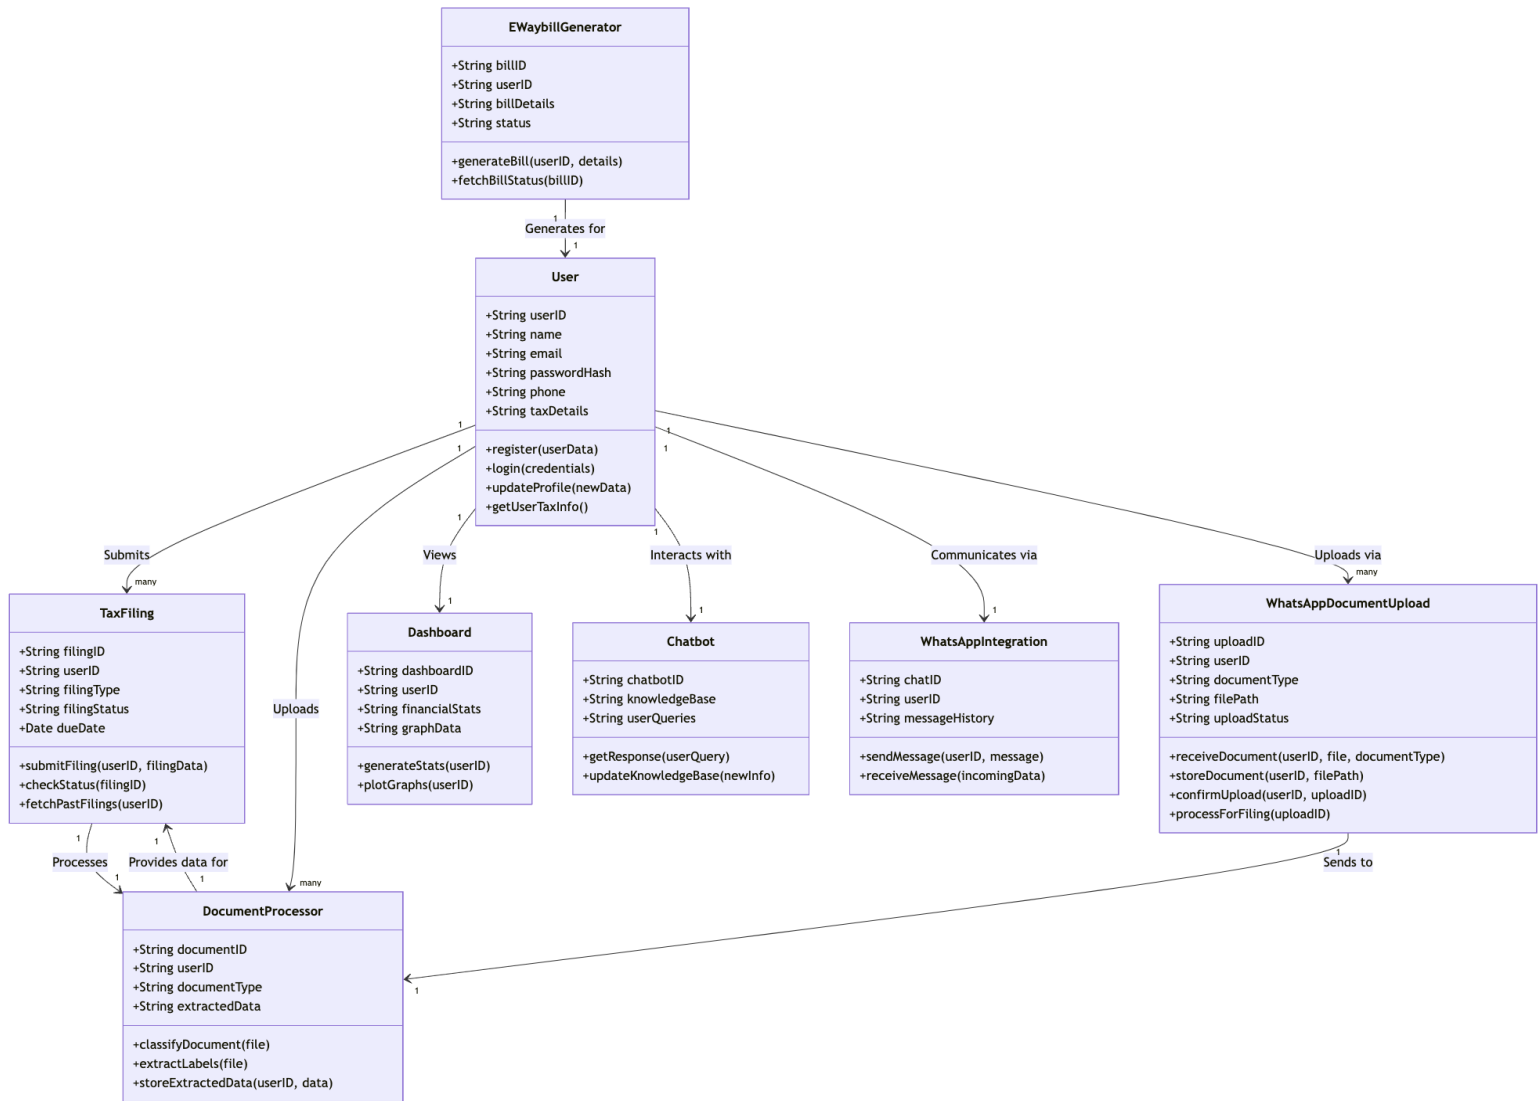 EWaybillGenerator
+String billID
+String userID
+String billDetails
+String status
+generateBill(userID, details)
+fetchBillStatus(billID)
1
Generates for
1
User
+String userID
+String name
+String email
+String passwordHash
+String phone
+String taxDetails
+register(userData)
+login(credentials)
+updateProfile(newData)
+getUserTaxInfo()
1
1
1
1
1
1
Submits
Views
Interacts with
Communicates via
Uploads via
many
1
1
1
many
TaxFiling
+String filingID
+String userID
+String filingType
+String filingStatus
+Date dueDate
+submitFiling(userID, filingData)
+checkStatus(filingID)
+fetchPastFilings(userID)
Uploads
Dashboard
+String dashboardID
+String userID
+String financialStats
+String graphData
+generateStats(userID)
+plotGraphs(userID)
Chatbot
+String chatbotID
+String knowledgeBase
+String userQueries
+getResponse(userQuery)
+updateKnowledgeBase(newInfo)
WhatsAppIntegration
+String chatID
+String userID
+String messageHistory
+sendMessage(userID, message)
+receiveMessage(incomingData)
WhatsAppDocumentUpload
+String uploadID
+String userID
+String documentType
+String filePath
+String uploadStatus
+receiveDocument(userID, file, documentType)
+storeDocument(userID, filePath)
+confirmUpload(userID, uploadID)
+processForFiling(uploadID)
1
1
1
Processes
Provides data for
Sends to
1
1
many
DocumentProcessor
+String documentID
+String userID
+String documentType
+String extractedData
+classifyDocument(file)
+extractLabels(file)
+storeExtractedData(userID, data)
1